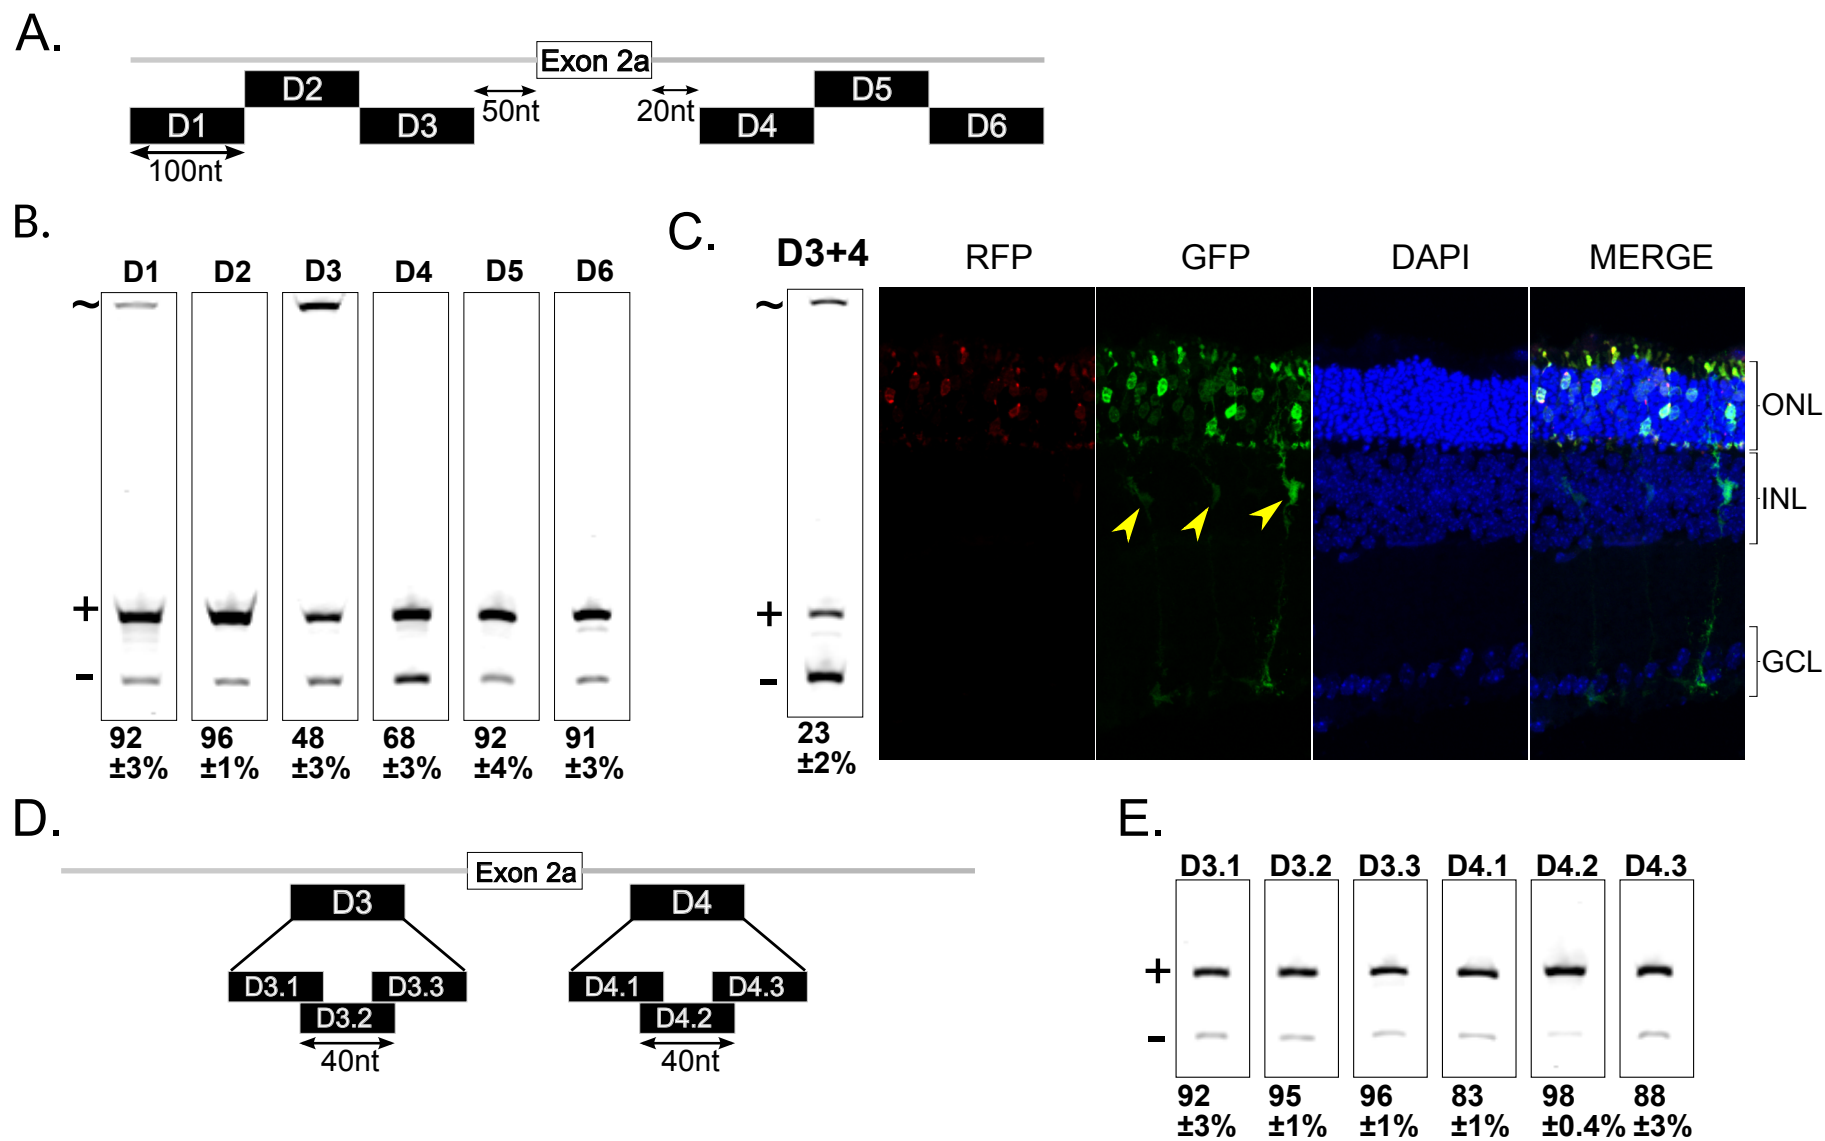 A.
Exon 2a
D1
D2
D3
50nt
20nt
D4
D5
D6
100nt
B.
D1 D2 D3 D4 D5 D6
~
+
-
92 ±3%
96 ±1%
48 ±3%
68 ±3%
92 ±4%
91 ±3%
C.
D3+4
~
+
-
23 ±2%
RFP GFP DAPI MERGE
ONL
INL
GCL
D.
Exon 2a
D3 D4
D3.1 D3.3 D4.1 D4.3
D3.2 D4.2
40nt 40nt
E.
D3.1 D3.2 D3.3 D4.1 D4.2 D4.3
+
-
92 95 96 83 98 88
±3% ±1% ±1% ±1% ±0.4% ±3%